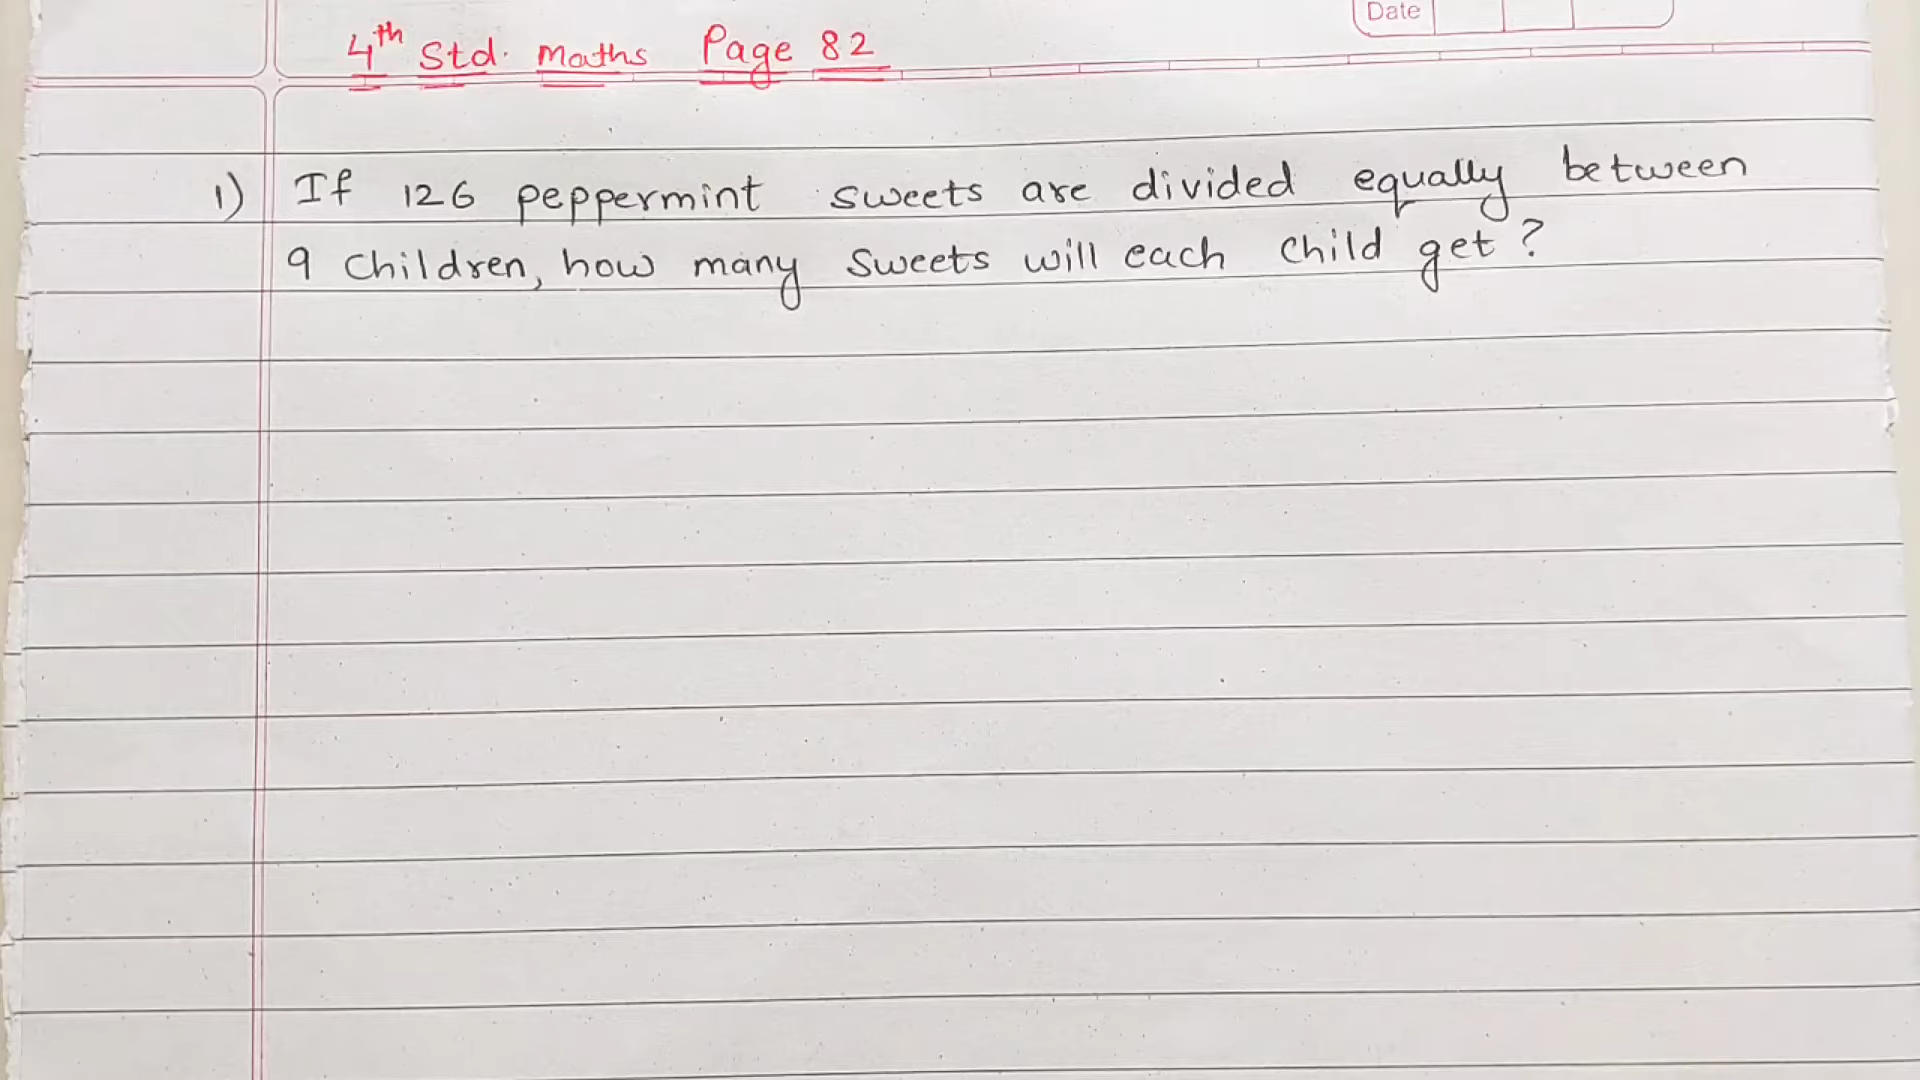 Date
4th Std. Maths Page 82
1) If 126 peppermint sweets are divided equally between
9 children, how many sweets will each child get?